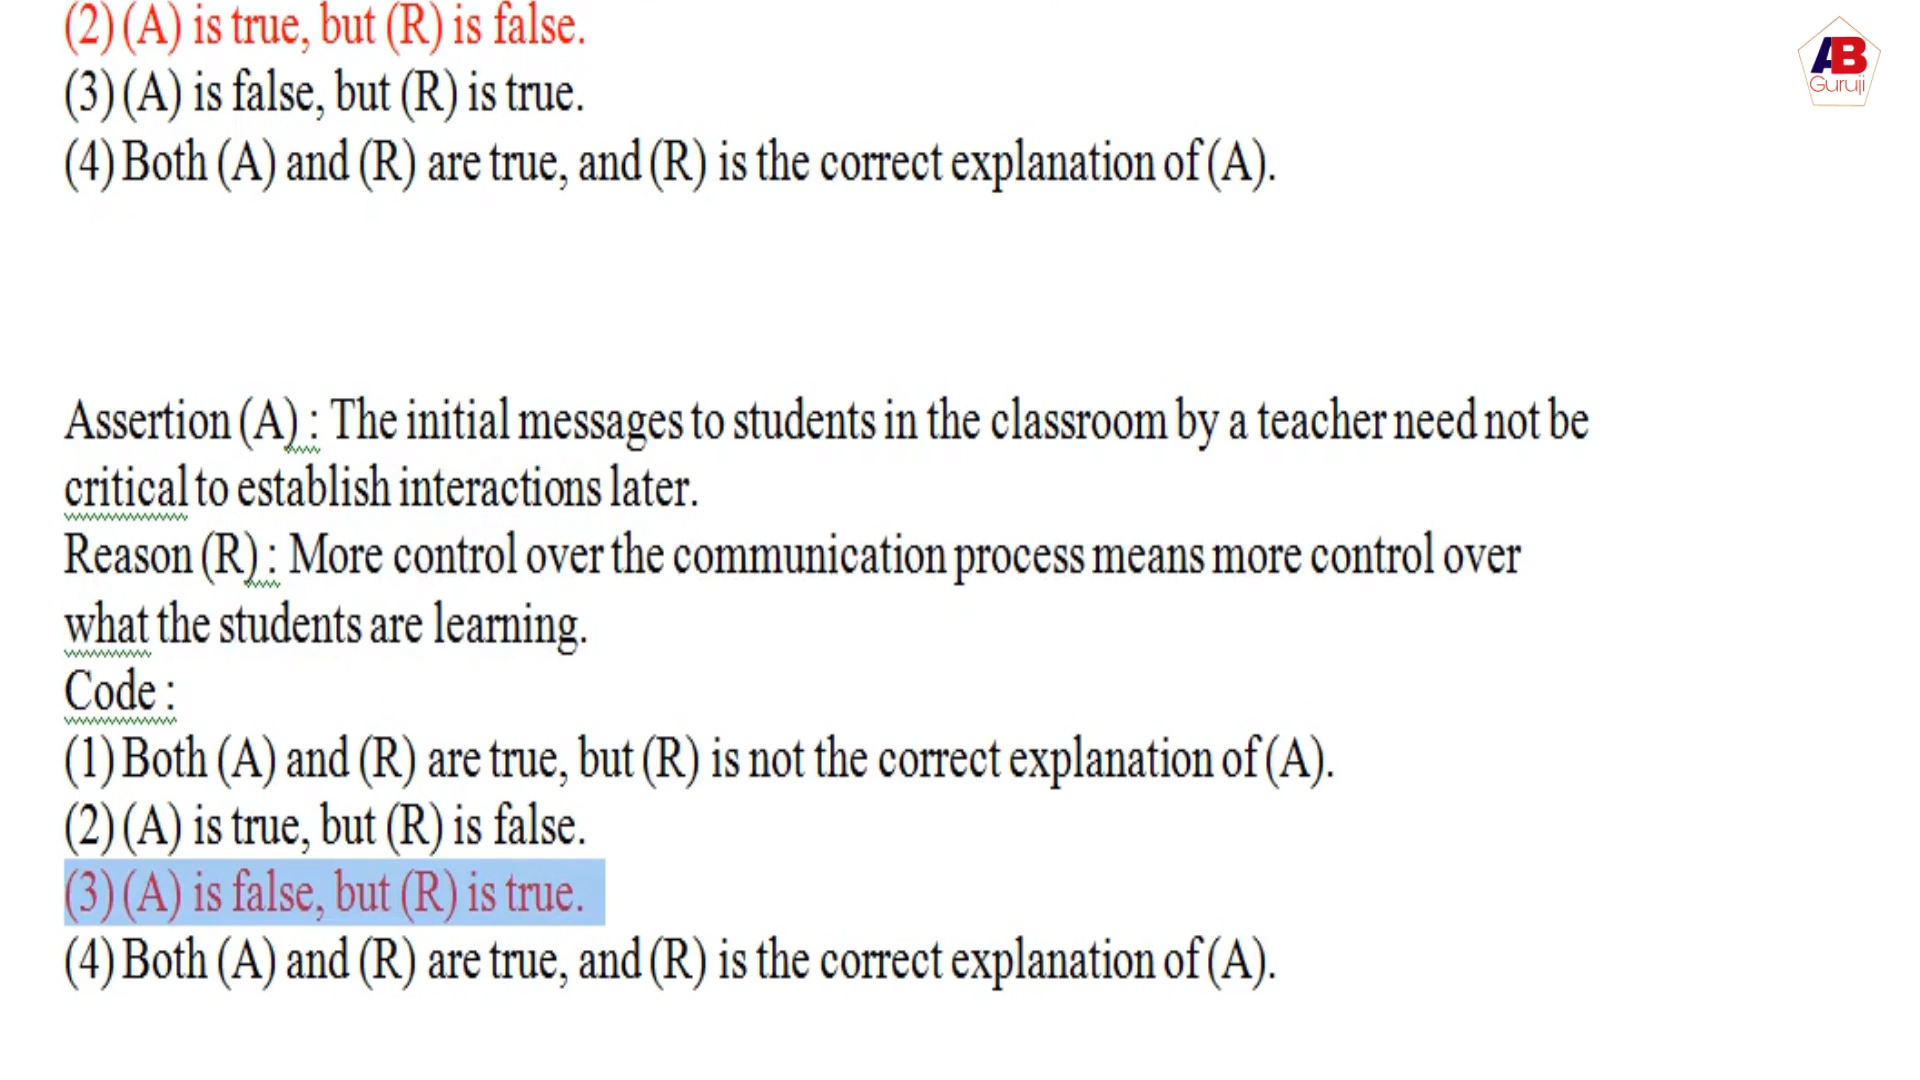 (2) (A) is true, but (R) is false.
(3) (A) is false, but (R) is true.
(4) Both (A) and (R) are true, and (R) is the correct explanation of (A).
AB
Guruji
Assertion (A) : The initial messages to students in the classroom by a teacher need not be
critical to establish interactions later.
Reason (R) : More control over the communication process means more control over
what the students are learning.
Code :
(1) Both (A) and (R) are true, but (R) is not the correct explanation of (A).
(2) (A) is true, but (R) is false.
(3) (A) is false, but (R) is true.
(4) Both (A) and (R) are true, and (R) is the correct explanation of (A).